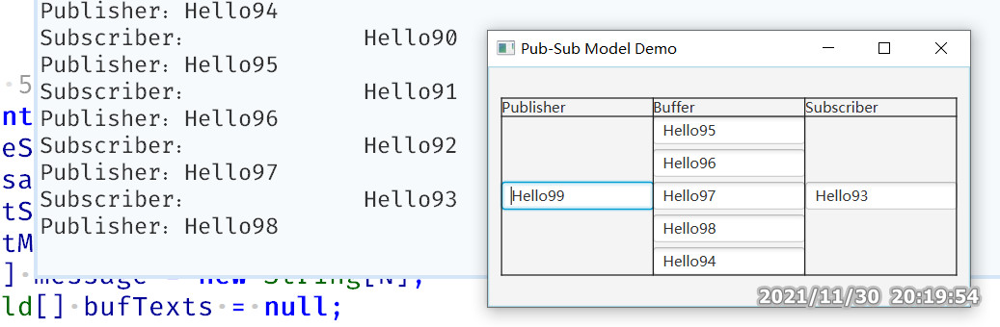 Publisher：Hello94
Subscriber： Hello90
Publisher：Hello95
Subscriber： Hello91
Publisher：Hello96
Subscriber： Hello92
Publisher：Hello97
Subscriber： Hello93
Publisher：Hello98
5
nt
eS
sa
tS
tM
] message = new String[N];
ld[] bufTexts = null;
Pub-Sub Model Demo
Publisher Buffer Subscriber
Hello95
Hello96
Hello99 Hello97 Hello93
Hello98
Hello94
2021/11/30 20:19:54